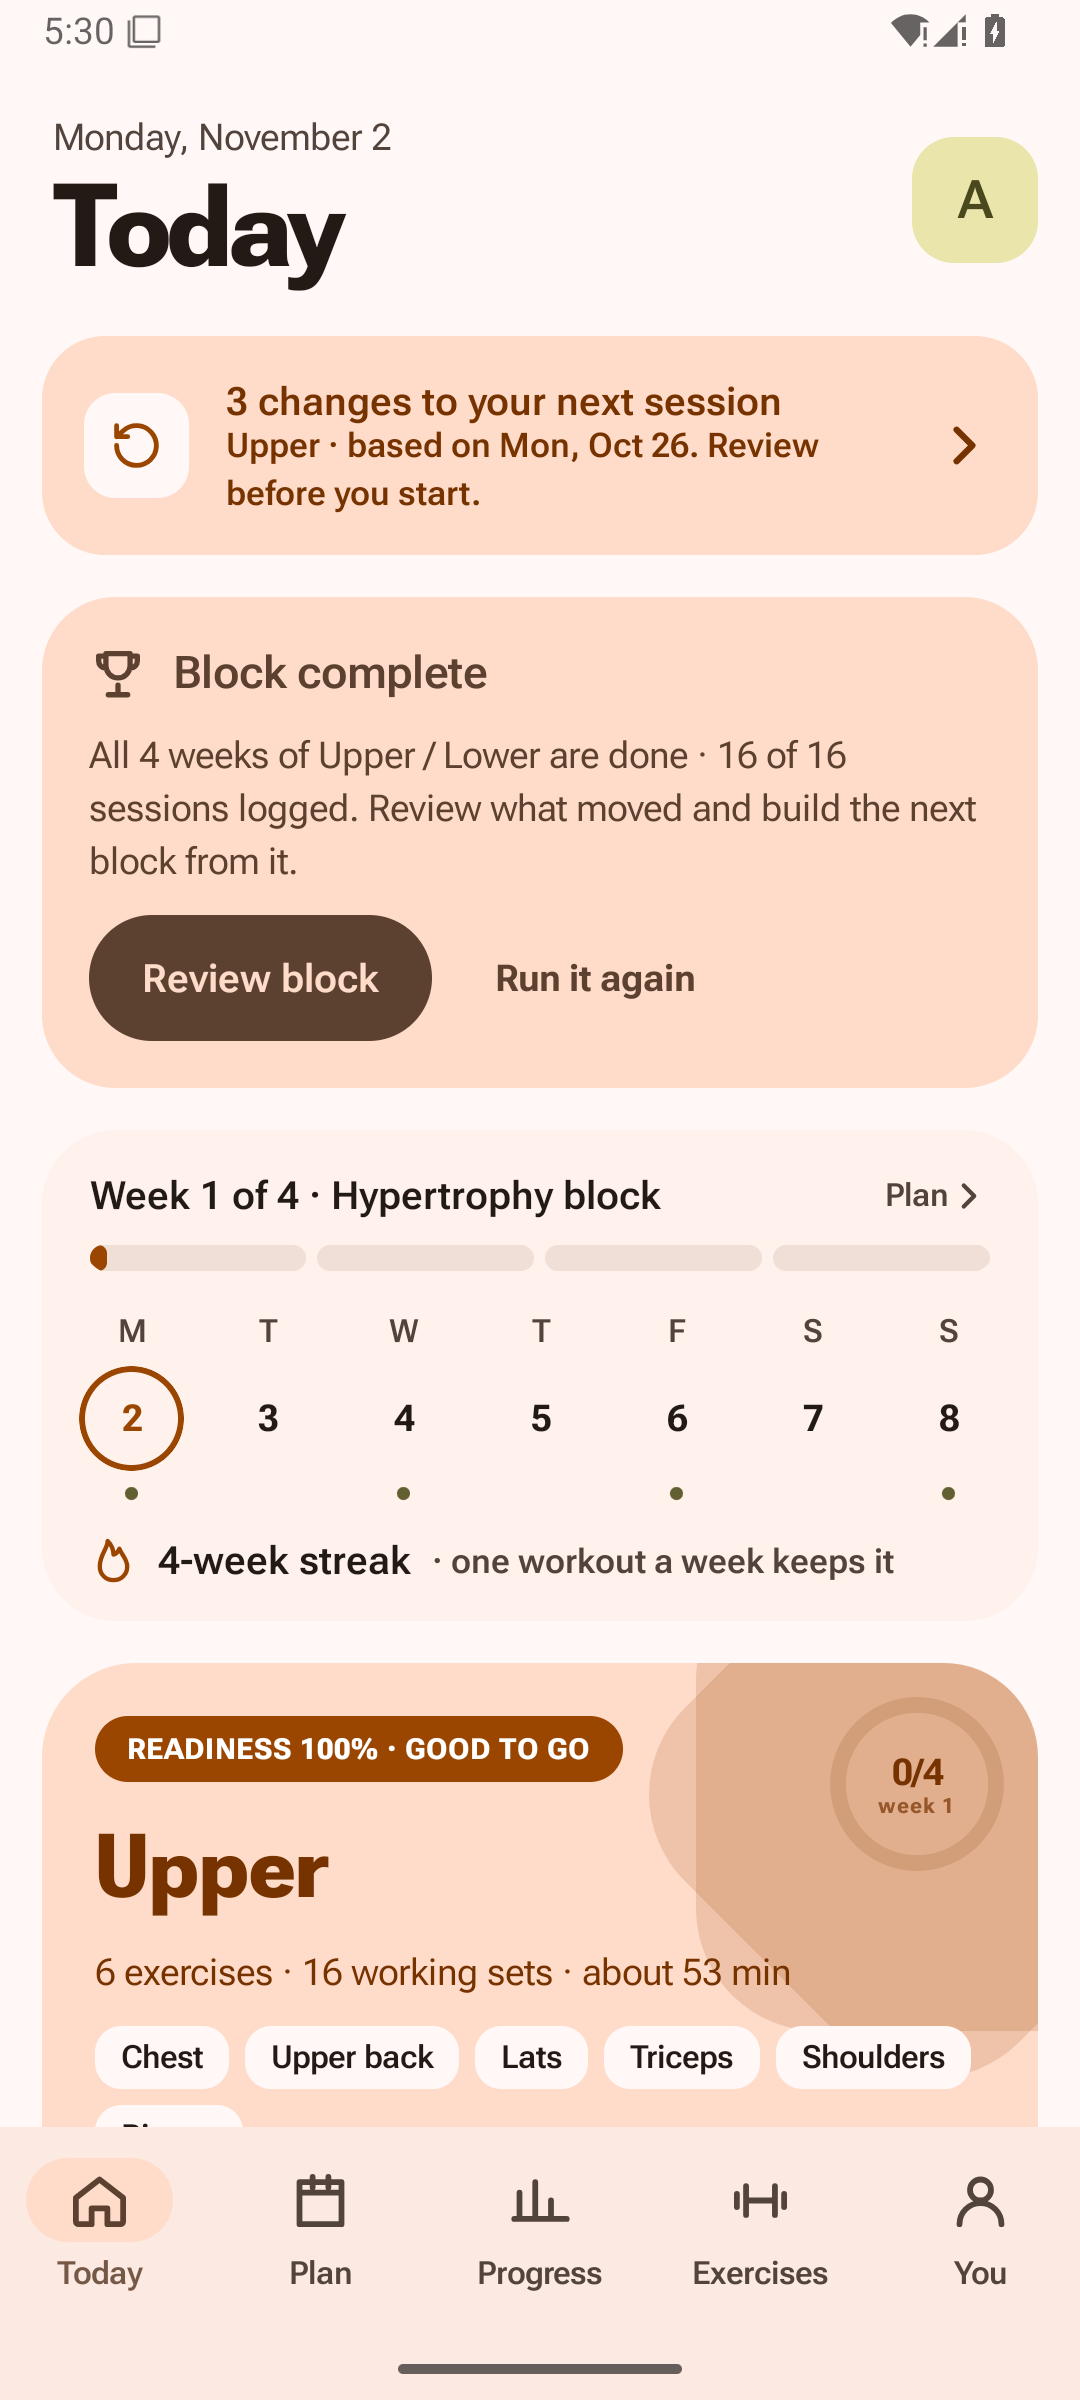 5:30
Monday, November 2
Today
A
3 changes to your next session
Upper · based on Mon, Oct 26. Review
before you start.
Block complete
All 4 weeks of Upper / Lower are done · 16 of 16
sessions logged. Review what moved and build the next
block from it.
Review block
Run it again
Week 1 of 4 · Hypertrophy block
Plan
M T W T F S S
2 3 4 5 6 7 8
4-week streak · one workout a week keeps it
READINESS 100% · GOOD TO GO
0/4
week 1
Upper
6 exercises · 16 working sets · about 53 min
Chest Upper back Lats Triceps Shoulders
Today Plan Progress Exercises You